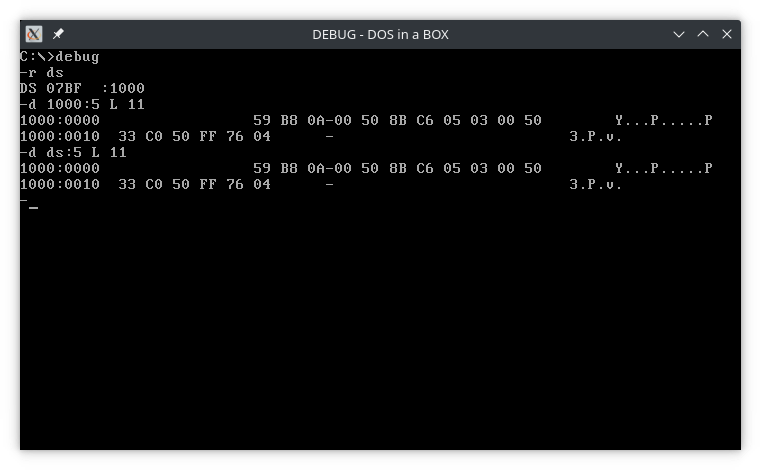 DEBUG - DOS in a BOX
C:\>debug
-r ds
DS 07BF  :1000
-d 1000:5 L 11
1000:0000                 59 B8 0A-00 50 8B C6 05 03 00 50        Y...P.....P
1000:0010  33 C0 50 FF 76 04      -                          3.P.v.
-d ds:5 L 11
1000:0000                 59 B8 0A-00 50 8B C6 05 03 00 50        Y...P.....P
1000:0010  33 C0 50 FF 76 04      -                          3.P.v.
-
_